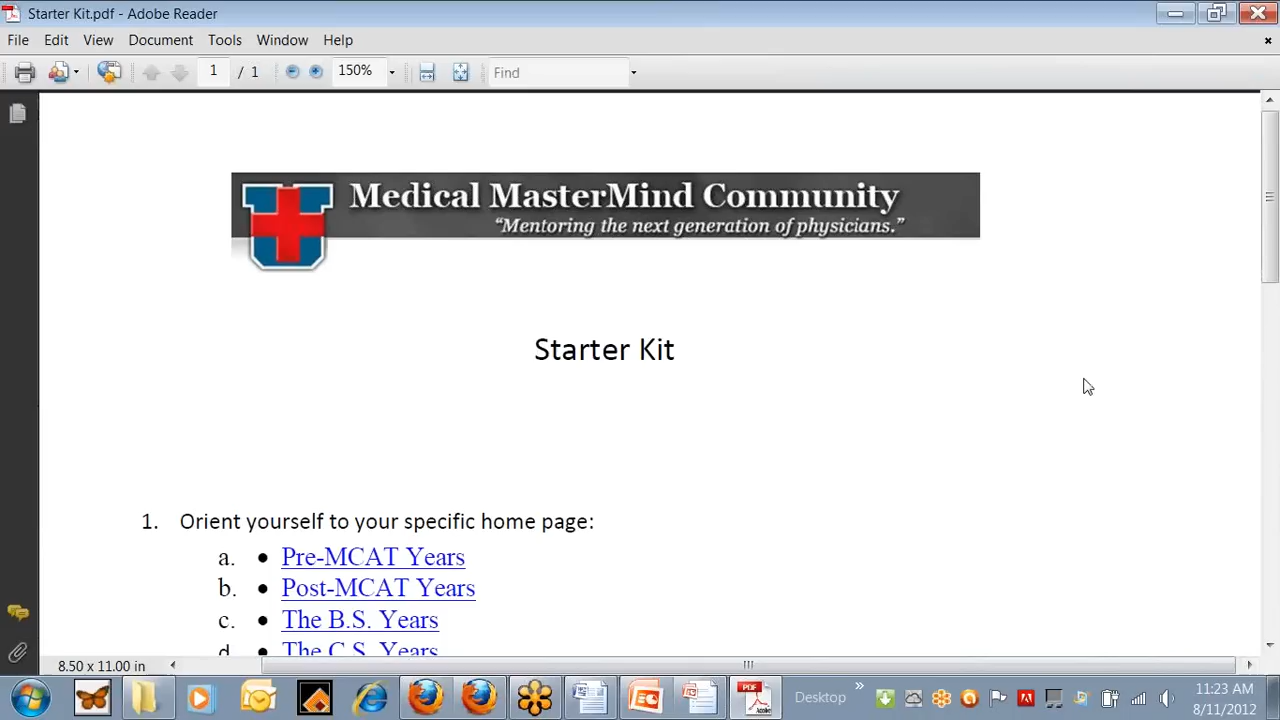 Starter Kit.pdf - Adobe Reader
File Edit View Document Tools Window Help
1 / 1 150% Find
Medical MasterMind Community
“Mentoring the next generation of physicians.”
Starter Kit
1. Orient yourself to your specific home page:
a. • Pre-MCAT Years
b. • Post-MCAT Years
c. • The B.S. Years
d. • The C.S. Years
8.50 x 11.00 in
Desktop »
11:23 AM
8/11/2012